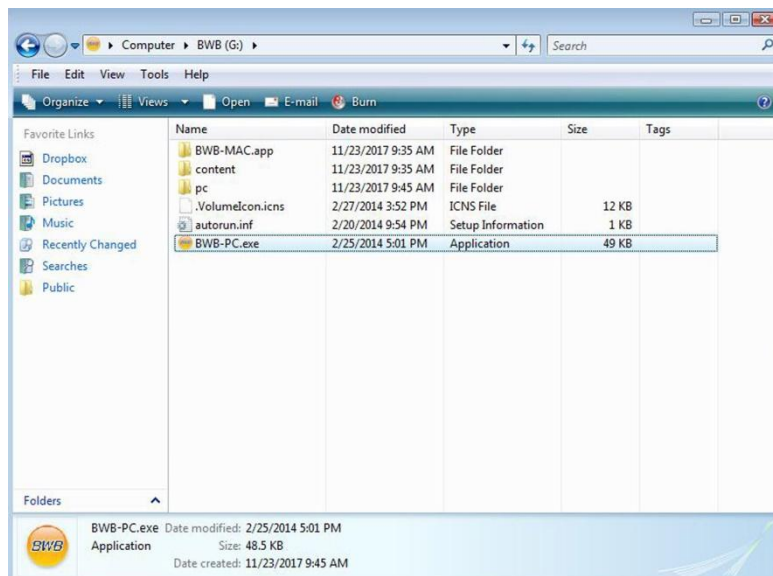 Computer BWB (G:) Search
File Edit View Tools Help
Organize Views Open E-mail Burn
Favorite Links
Dropbox
Documents
Pictures
Music
Recently Changed
Searches
Public
Folders
Name Date modified Type Size Tags
BWB-MAC.app 11/23/2017 9:35 AM File Folder
content 11/23/2017 9:35 AM File Folder
pc 11/23/2017 9:45 AM File Folder
.VolumeIcon.icns 2/27/2014 3:52 PM ICNS File 12 KB
autorun.inf 2/20/2014 9:54 PM Setup Information 1 KB
BWB-PC.exe 2/25/2014 5:01 PM Application 49 KB
BWB
BWB-PC.exe Date modified: 2/25/2014 5:01 PM
Application Size: 48.5 KB
Date created: 11/23/2017 9:45 AM